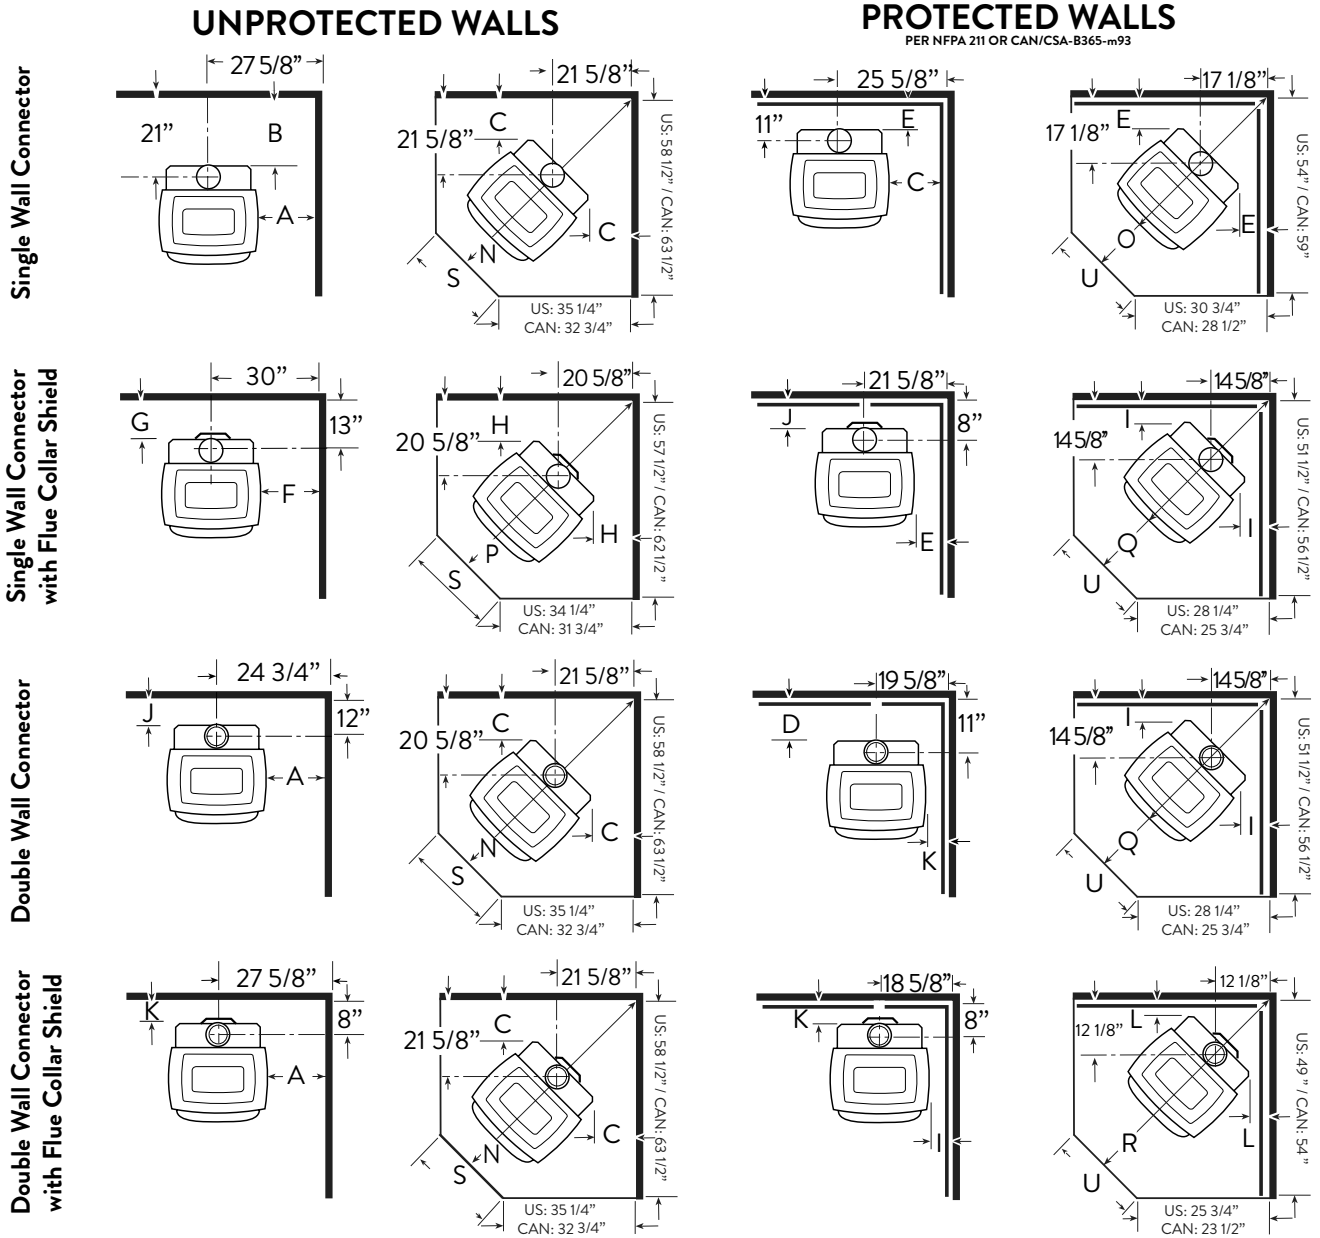 UNPROTECTED WALLS
PROTECTED WALLS
PER NFPA 211 OR CAN/CSA-B365-m93
Single Wall Connector
27 5/8”
21”
B
A
21 5/8”
C
21 5/8”
US: 58 1/2” / CAN: 63 1/2”
C
N
S
US: 35 1/4”
CAN: 32 3/4”
25 5/8”
11”
E
C
17 1/8”
E
17 1/8”
US: 54” / CAN: 59”
E
O
U
US: 30 3/4”
CAN: 28 1/2”
Single Wall Connector
with Flue Collar Shield
30”
G
13”
F
20 5/8”
H
20 5/8”
US: 57 1/2” / CAN: 62 1/2 ”
H
P
S
US: 34 1/4”
CAN: 31 3/4”
21 5/8”
J
8”
E
14 5/8”
I
14 5/8”
US: 51 1/2” / CAN: 56 1/2”
I
Q
U
US: 28 1/4”
CAN: 25 3/4”
Double Wall Connector
24 3/4”
J
12”
A
21 5/8”
C
20 5/8”
US: 58 1/2” / CAN: 63 1/2”
C
N
S
US: 35 1/4”
CAN: 32 3/4”
19 5/8”
D
11”
K
14 5/8”
I
14 5/8”
US: 51 1/2” / CAN: 56 1/2”
I
Q
U
US: 28 1/4”
CAN: 25 3/4”
Double Wall Connector
with Flue Collar Shield
27 5/8”
K
8”
A
21 5/8”
C
21 5/8”
US: 58 1/2” / CAN: 63 1/2”
C
N
S
US: 35 1/4”
CAN: 32 3/4”
18 5/8”
K
8”
I
12 1/8”
L
12 1/8”
US: 49 ” / CAN: 54 ”
L
R
U
US: 25 3/4”
CAN: 23 1/2”